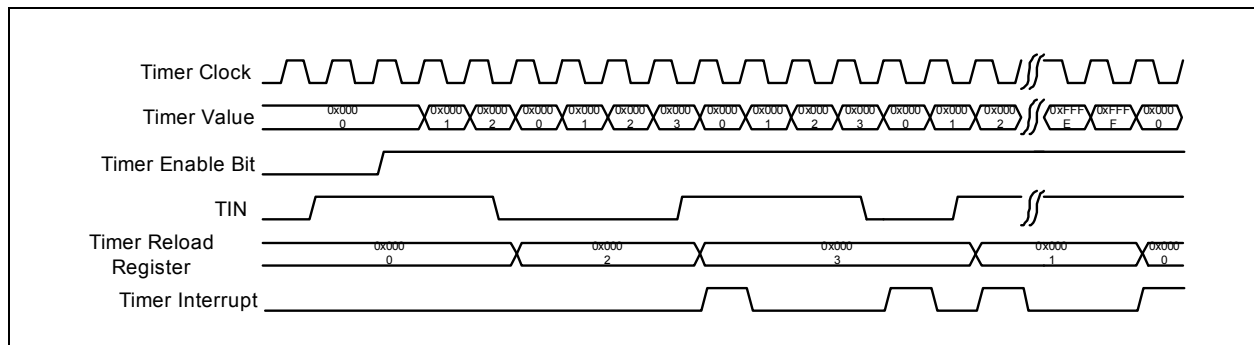 Timer Clock
Timer Value
0x000 0x000 0x000 0x000 0x000 0x000 0x000 0x000 0x000 0x000 0x000 0x000 0x000 0x000 0xFFF 0xFFF 0x000
0 1 2 0 1 2 3 0 1 2 3 0 1 2 E F 0
Timer Enable Bit
TIN
Timer Reload
Register
0x000 0x000 0x000 0x000 0x000
0 2 3 1 0
Timer Interrupt